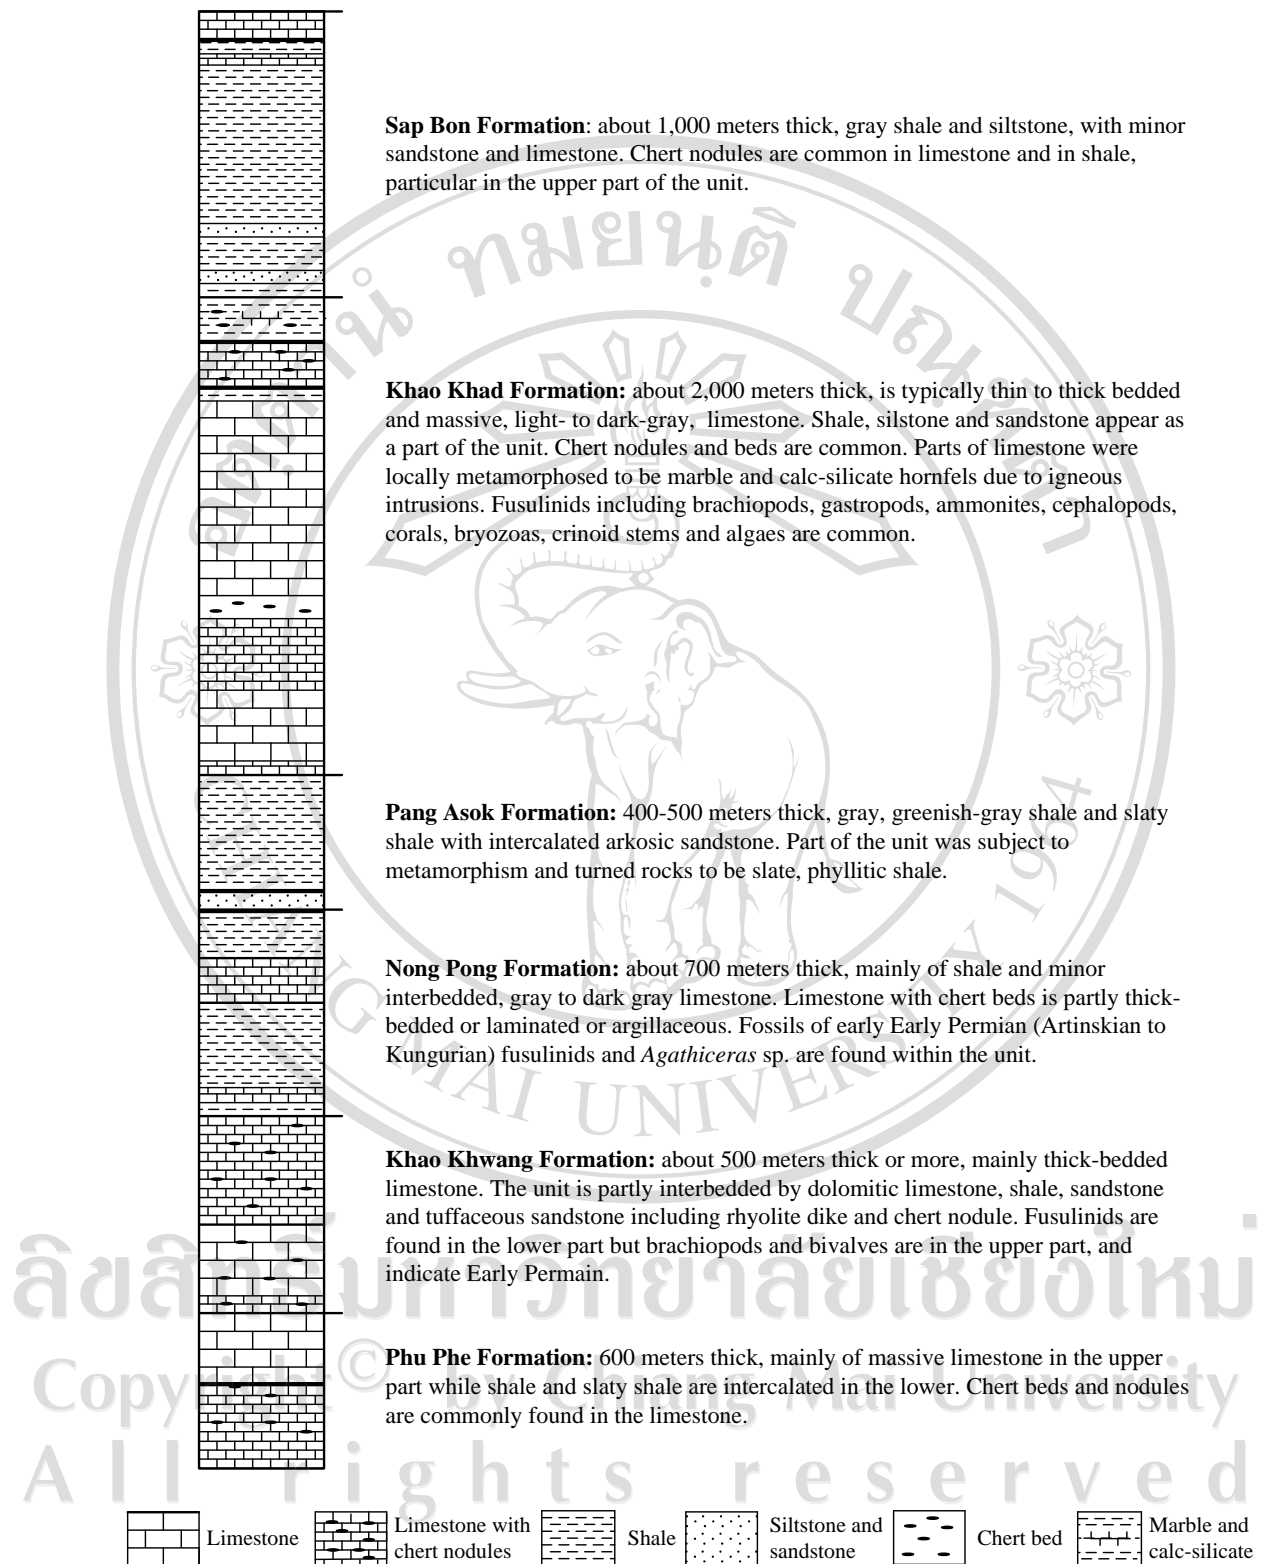 Sap Bon Formation: about 1,000 meters thick, gray shale and siltstone, with minor
sandstone and limestone. Chert nodules are common in limestone and in shale,
particular in the upper part of the unit.
Khao Khad Formation: about 2,000 meters thick, is typically thin to thick bedded
and massive, light- to dark-gray, limestone. Shale, silstone and sandstone appear as
a part of the unit. Chert nodules and beds are common. Parts of limestone were
locally metamorphosed to be marble and calc-silicate hornfels due to igneous
intrusions. Fusulinids including brachiopods, gastropods, ammonites, cephalopods,
corals, bryozoas, crinoid stems and algaes are common.
Pang Asok Formation: 400-500 meters thick, gray, greenish-gray shale and slaty
shale with intercalated arkosic sandstone. Part of the unit was subject to
metamorphism and turned rocks to be slate, phyllitic shale.
Nong Pong Formation: about 700 meters thick, mainly of shale and minor
interbedded, gray to dark gray limestone. Limestone with chert beds is partly thick-
bedded or laminated or argillaceous. Fossils of early Early Permian (Artinskian to
Kungurian) fusulinids and Agathiceras sp. are found within the unit.
Khao Khwang Formation: about 500 meters thick or more, mainly thick-bedded
limestone. The unit is partly interbedded by dolomitic limestone, shale, sandstone
and tuffaceous sandstone including rhyolite dike and chert nodule. Fusulinids are
found in the lower part but brachiopods and bivalves are in the upper part, and
indicate Early Permain.
Phu Phe Formation: 600 meters thick, mainly of massive limestone in the upper
part while shale and slaty shale are intercalated in the lower. Chert beds and nodules
are commonly found in the limestone.
Limestone
Limestone with
chert nodules
Shale
Siltstone and
sandstone
Chert bed
Marble and
calc-silicate
CHIANG MAI UNIVERSITY 1964
ลิขสิทธิ์มหาวิทยาลัยเชียงใหม่
Copyright © by Chiang Mai University
All rights reserved